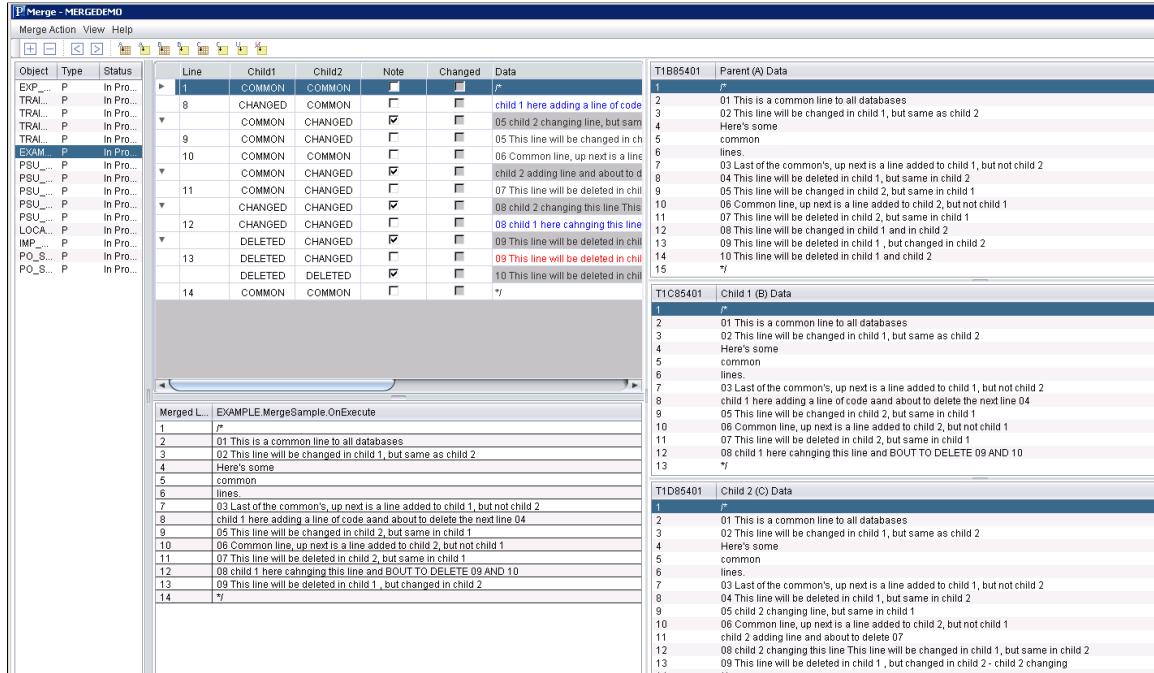 Merge - MERGEDEMO
Merge Action View Help
Object Type Status
EXP_... P In Pro...
TRAI... P In Pro...
TRAI... P In Pro...
TRAI... P In Pro...
TRAI... P In Pro...
EXAM... P In Pro...
PSU_... P In Pro...
PSU_... P In Pro...
PSU_... P In Pro...
PSU_... P In Pro...
PSU_... P In Pro...
LOCA... P In Pro...
IMP_... P In Pro...
PO_S... P In Pro...
PO_S... P In Pro...
Line Child1 Child2 Note Changed Data
1 COMMON COMMON /*
8 CHANGED COMMON child 1 here adding a line of code
COMMON CHANGED 05 child 2 changing line, but sam
9 COMMON CHANGED 05 This line will be changed in ch
10 COMMON COMMON 06 Common line, up next is a line
COMMON CHANGED child 2 adding line and about to d
11 COMMON CHANGED 07 This line will be deleted in chil
CHANGED CHANGED 08 child 2 changing this line This
12 CHANGED CHANGED 08 child 1 here cahnging this line
DELETED CHANGED 09 This line will be deleted in chil
13 DELETED CHANGED 09 This line will be deleted in chil
DELETED DELETED 10 This line will be deleted in chil
14 COMMON COMMON */
Merged L... EXAMPLE.MergeSample.OnExecute
1 /*
2 01 This is a common line to all databases
3 02 This line will be changed in child 1, but same as child 2
4 Here's some
5 common
6 lines.
7 03 Last of the common's, up next is a line added to child 1, but not child 2
8 child 1 here adding a line of code aand about to delete the next line 04
9 05 This line will be changed in child 2, but same in child 1
10 06 Common line, up next is a line added to child 2, but not child 1
11 07 This line will be deleted in child 2, but same in child 1
12 08 child 1 here cahnging this line and BOUT TO DELETE 09 AND 10
13 09 This line will be deleted in child 1 , but changed in child 2
14 */
T1B85401 Parent (A) Data
1 /*
2 01 This is a common line to all databases
3 02 This line will be changed in child 1, but same as child 2
4 Here's some
5 common
6 lines.
7 03 Last of the common's, up next is a line added to child 1, but not child 2
8 04 This line will be deleted in child 1, but same in child 2
9 05 This line will be changed in child 2, but same in child 1
10 06 Common line, up next is a line added to child 2, but not child 1
11 07 This line will be deleted in child 2, but same in child 1
12 08 This line will be changed in child 1 and in child 2
13 09 This line will be deleted in child 1 , but changed in child 2
14 10 This line will be deleted in child 1 and child 2
15 */
T1C85401 Child 1 (B) Data
1 /*
2 01 This is a common line to all databases
3 02 This line will be changed in child 1, but same as child 2
4 Here's some
5 common
6 lines.
7 03 Last of the common's, up next is a line added to child 1, but not child 2
8 child 1 here adding a line of code aand about to delete the next line 04
9 05 This line will be changed in child 2, but same in child 1
10 06 Common line, up next is a line added to child 2, but not child 1
11 07 This line will be deleted in child 2, but same in child 1
12 08 child 1 here cahnging this line and BOUT TO DELETE 09 AND 10
13 */
T1D85401 Child 2 (C) Data
1 /*
2 01 This is a common line to all databases
3 02 This line will be changed in child 1, but same as child 2
4 Here's some
5 common
6 lines.
7 03 Last of the common's, up next is a line added to child 1, but not child 2
8 04 This line will be deleted in child 1, but same in child 2
9 05 child 2 changing line, but same in child 1
10 06 Common line, up next is a line added to child 2, but not child 1
11 child 2 adding line and about to delete 07
12 08 child 2 changing this line This line will be changed in child 1, but same in child 2
13 09 This line will be deleted in child 1 , but changed in child 2 - child 2 changing